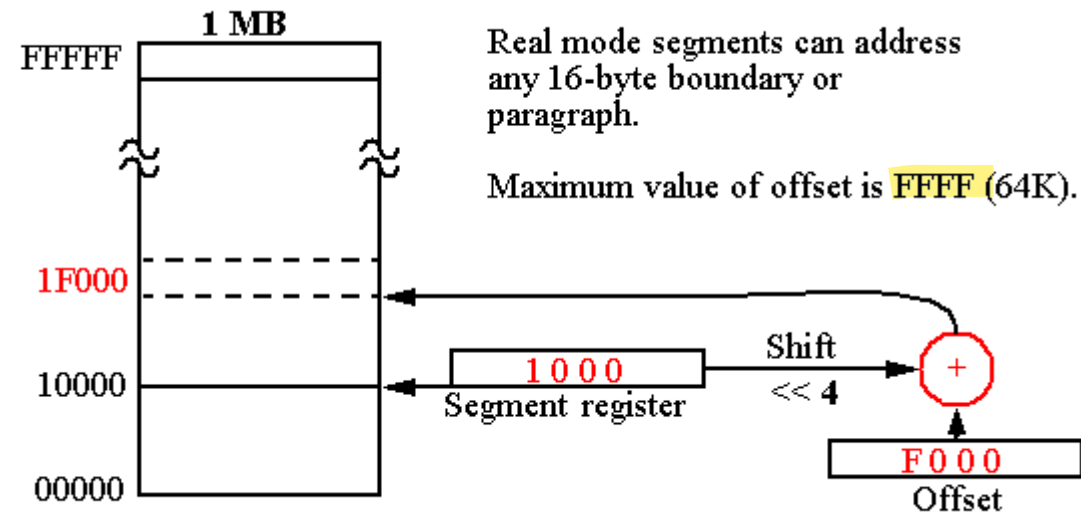 1 MB
FFFFF
Real mode segments can address
any 16-byte boundary or
paragraph.
Maximum value of offset is FFFF (64K).
1F000
10000
00000
1000
Segment register
Shift
<< 4
+
F000
Offset